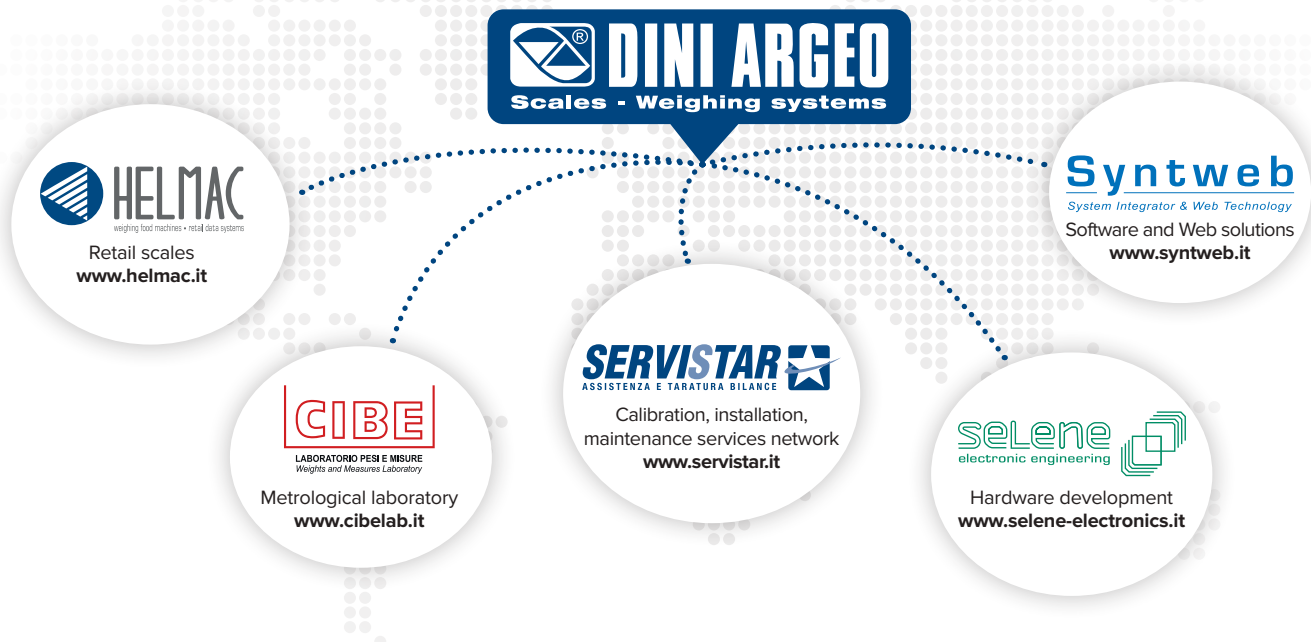 ® DINI ARGEO
Scales - Weighing systems
HELMAC
weighing food machines • retail data systems
Retail scales
www.helmac.it
CIBE
LABORATORIO PESI E MISURE
Weights and Measures Laboratory
Metrological laboratory
www.cibelab.it
SERVISTAR
ASSISTENZA E TARATURA BILANCE
Calibration, installation,
maintenance services network
www.servistar.it
selene
electronic engineering
Hardware development
www.selene-electronics.it
Syntweb
System Integrator & Web Technology
Software and Web solutions
www.syntweb.it